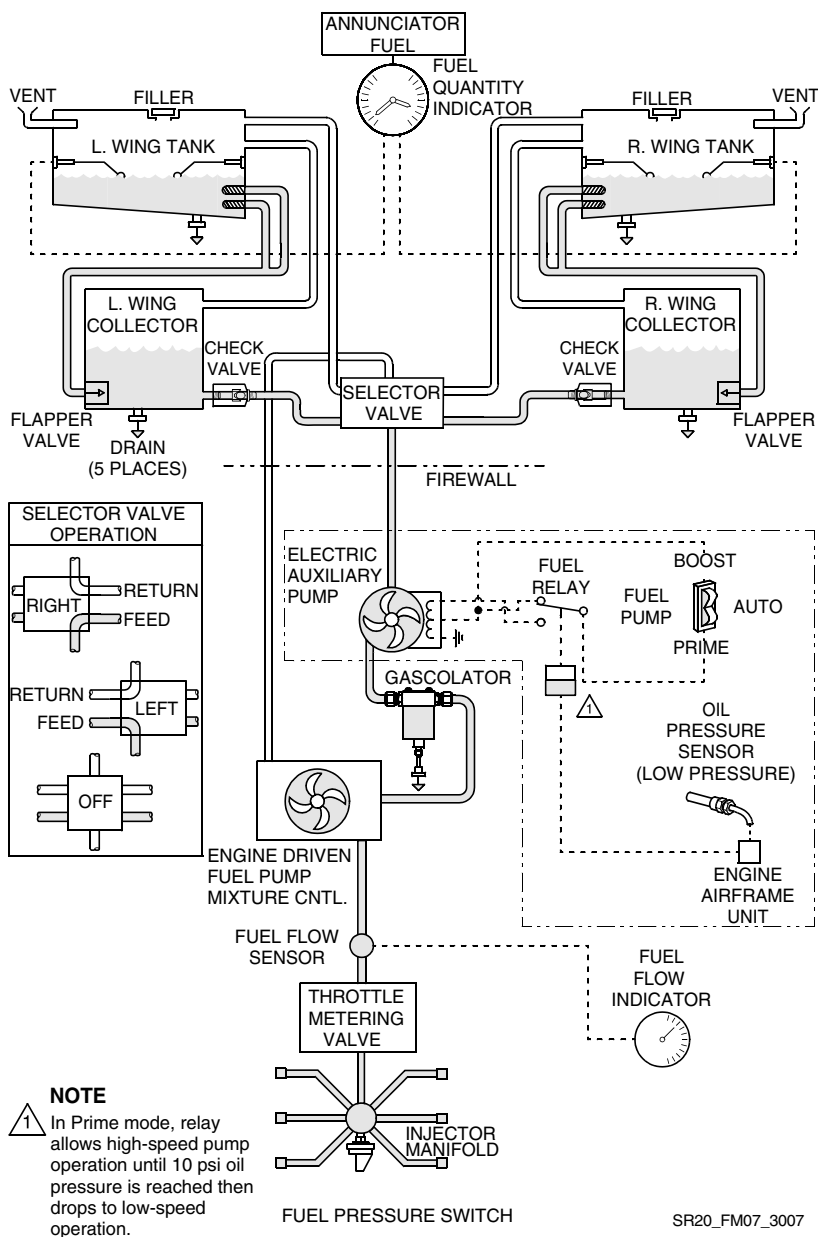 ANNUNCIATOR
FUEL
FUEL
QUANTITY
INDICATOR
VENT
FILLER
L. WING TANK
FILLER
VENT
R. WING TANK
L. WING
COLLECTOR
R. WING
COLLECTOR
CHECK
VALVE
CHECK
VALVE
SELECTOR
VALVE
FLAPPER
VALVE
FLAPPER
VALVE
DRAIN
(5 PLACES)
FIREWALL
SELECTOR VALVE
OPERATION
RIGHT
RETURN
FEED
RETURN
FEED
LEFT
OFF
ELECTRIC
AUXILIARY
PUMP
FUEL
RELAY
BOOST
FUEL
PUMP
AUTO
PRIME
GASCOLATOR
1
OIL
PRESSURE
SENSOR
(LOW PRESSURE)
ENGINE
AIRFRAME
UNIT
ENGINE DRIVEN
FUEL PUMP
MIXTURE CNTL.
FUEL FLOW
SENSOR
FUEL
FLOW
INDICATOR
THROTTLE
METERING
VALVE
INJECTOR
MANIFOLD
NOTE
1 In Prime mode, relay
allows high-speed pump
operation until 10 psi oil
pressure is reached then
drops to low-speed
operation.
FUEL PRESSURE SWITCH
SR20_FM07_3007